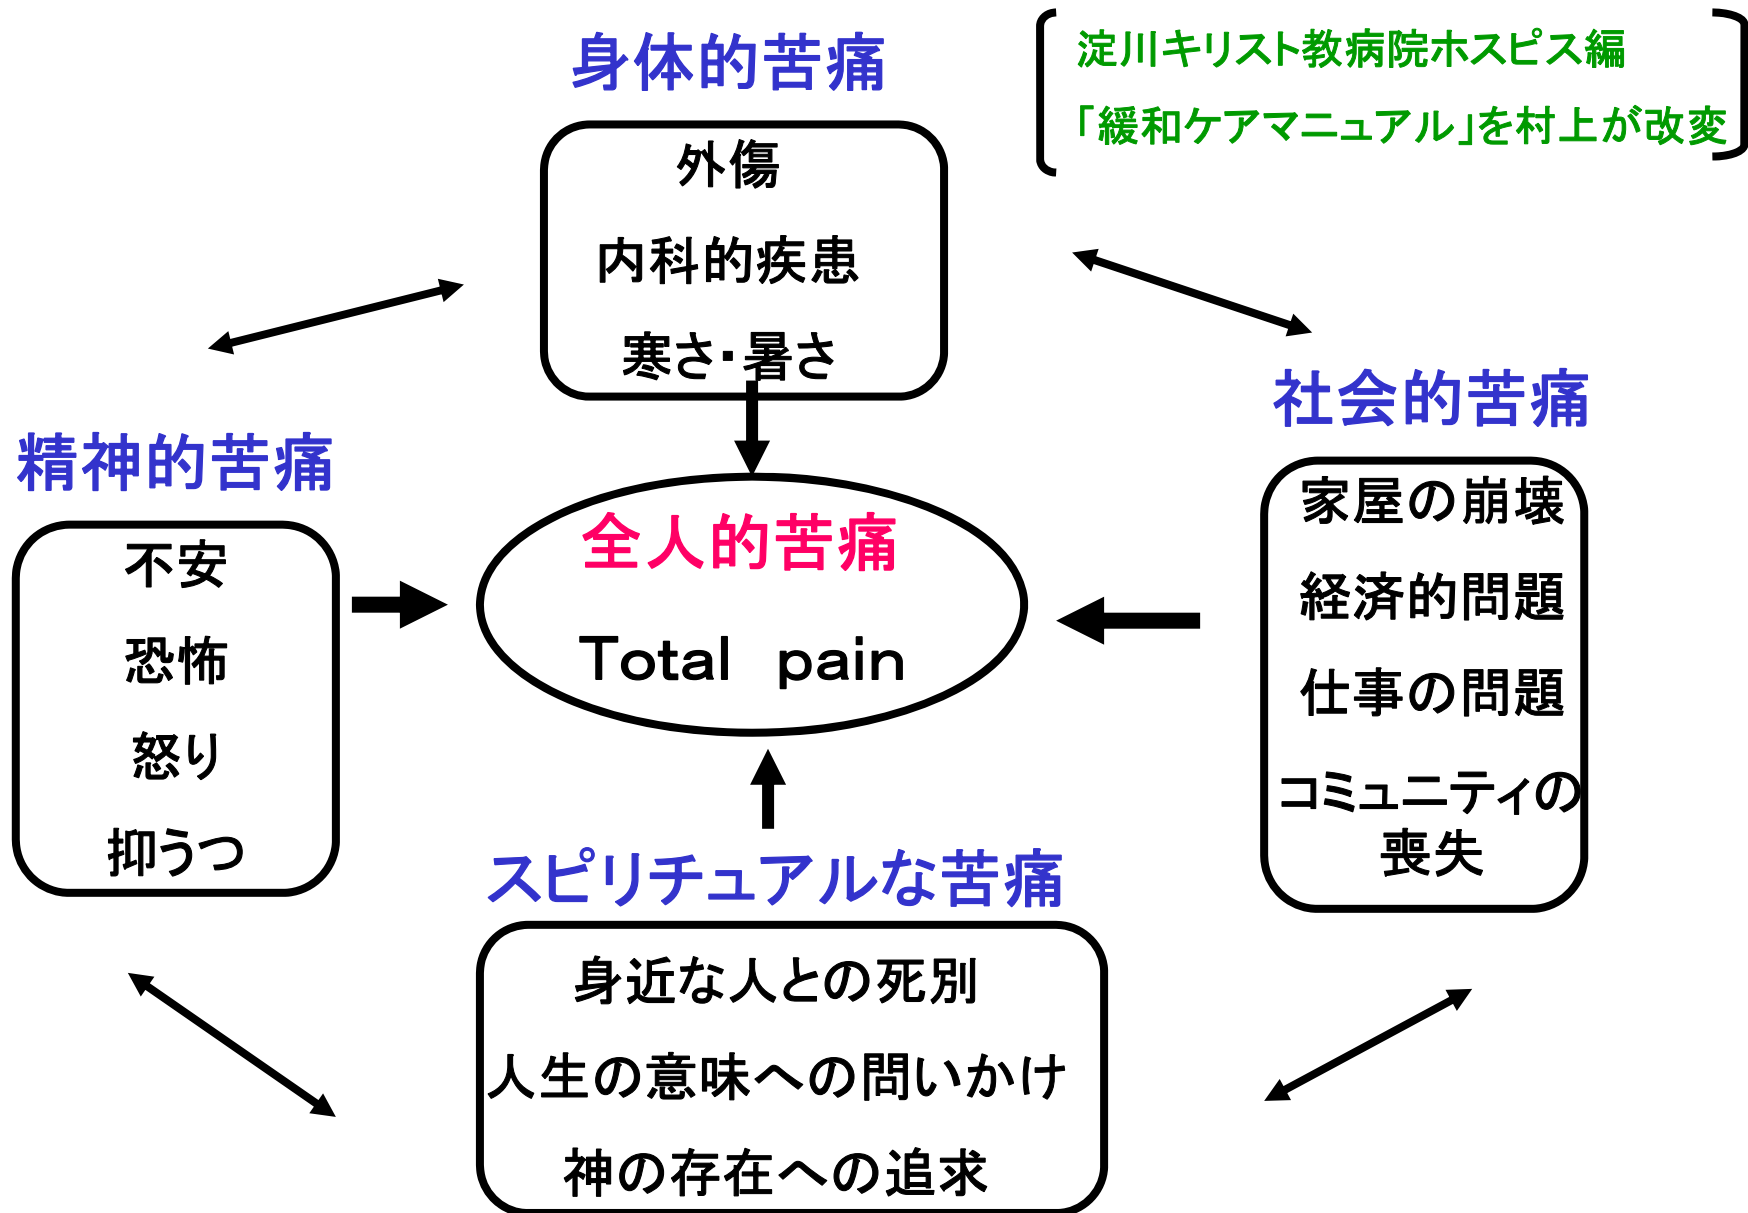 身体的苦痛
淀川キリスト教病院ホスピス編
「緩和ケアマニュアル」を村上が改変
外傷
内科的疾患
寒さ・暑さ
精神的苦痛
不安
恐怖
怒り
抑うつ
全人的苦痛
Total pain
社会的苦痛
家屋の崩壊
経済的問題
仕事の問題
コミュニティの
喪失
スピリチュアルな苦痛
身近な人との死別
人生の意味への問いかけ
神の存在への追求